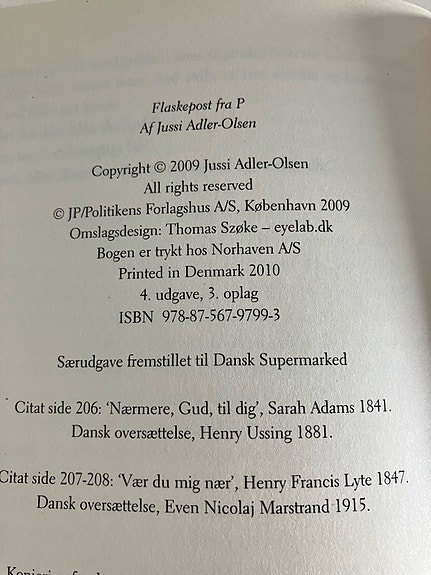 Flaskepost fra P
Af Jussi Adler-Olsen
Copyright © 2009 Jussi Adler-Olsen
All rights reserved
© JP/Politikens Forlagshus A/S, København 2009
Omslagsdesign: Thomas Szøke – eyelab.dk
Bogen er trykt hos Norhaven A/S
Printed in Denmark 2010
4. udgave, 3. oplag
ISBN 978-87-567-9799-3
Særudgave fremstillet til Dansk Supermarked
Citat side 206: ‘Nærmere, Gud, til dig’, Sarah Adams 1841.
Dansk oversættelse, Henry Ussing 1881.
Citat side 207-208: ‘Vær du mig nær’, Henry Francis Lyte 1847.
Dansk oversættelse, Even Nicolaj Marstrand 1915.